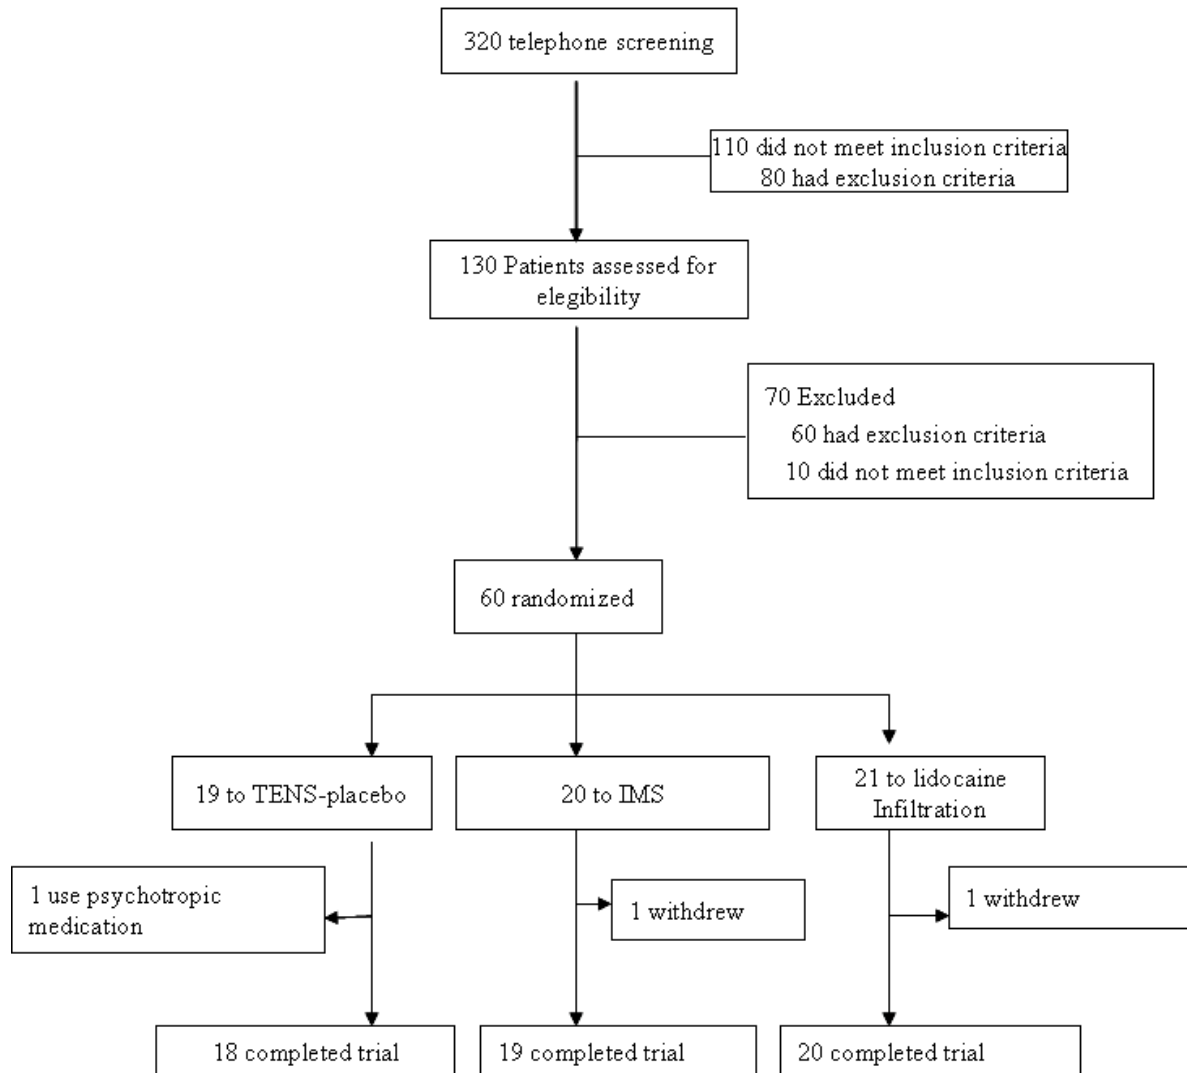 320 telephone screening
110 did not meet inclusion criteria
80 had exclusion criteria
130 Patients assessed for
elegibility
70 Excluded
60 had exclusion criteria
10 did not meet inclusion criteria
60 randomized
19 to TENS-placebo
20 to IMS
21 to lidocaine
Infiltration
1 use psychotropic
medication
1 withdrew
1 withdrew
18 completed trial
19 completed trial
20 completed trial